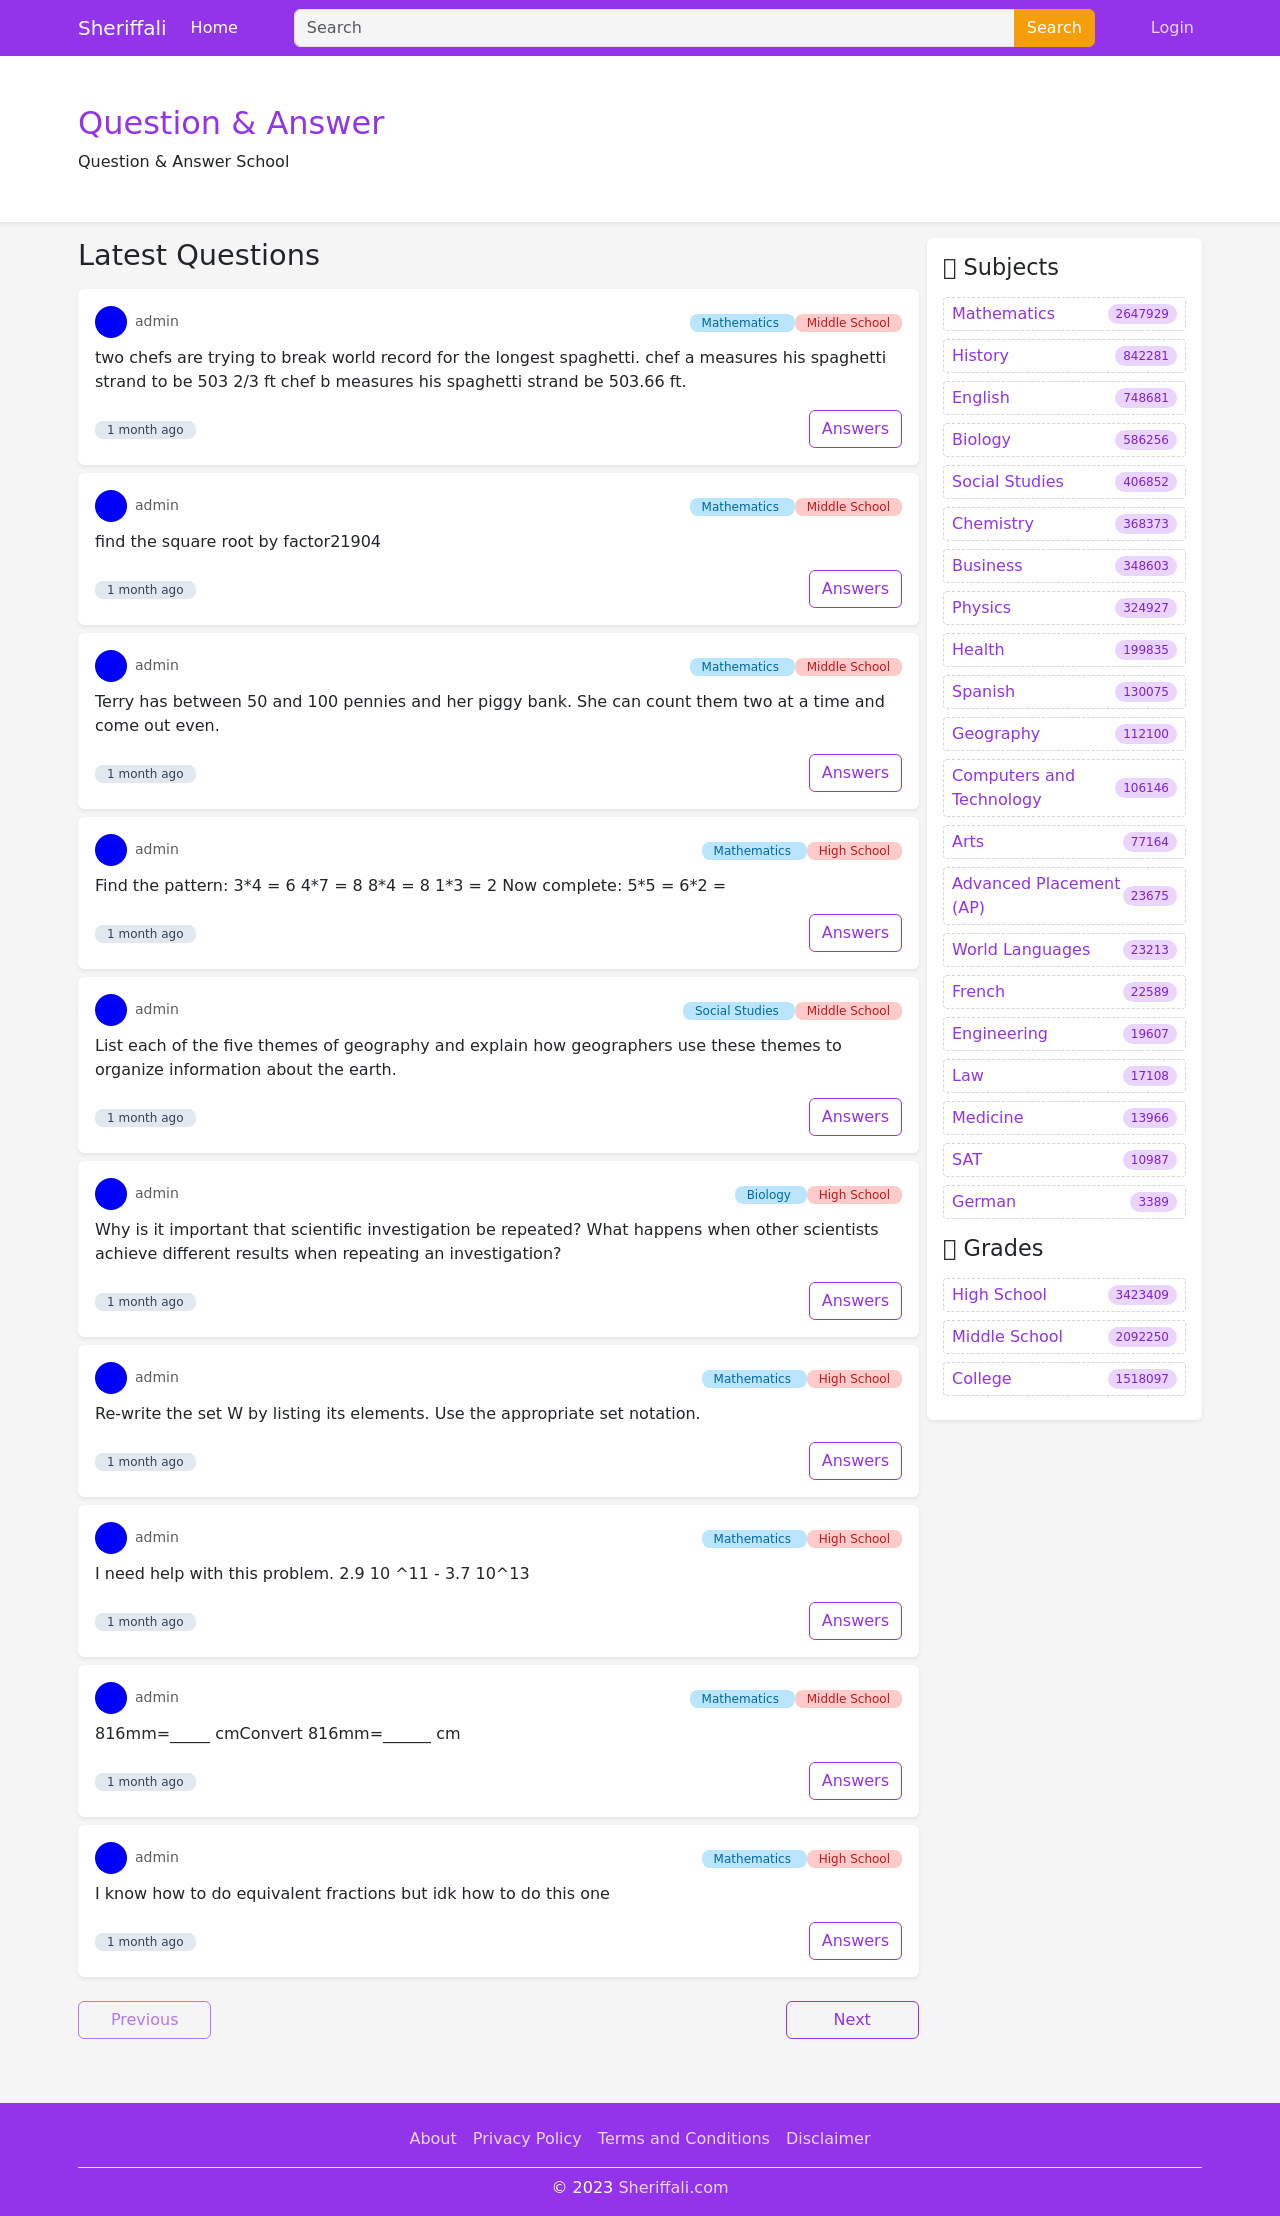 Sheriffali Home Search Search Login
Question & Answer
Question & Answer School
Latest Questions
admin Mathematics Middle School
two chefs are trying to break world record for the longest spaghetti. chef a measures his spaghetti
strand to be 503 2/3 ft chef b measures his spaghetti strand be 503.66 ft.
1 month ago Answers
admin Mathematics Middle School
find the square root by factor21904
1 month ago Answers
admin Mathematics Middle School
Terry has between 50 and 100 pennies and her piggy bank. She can count them two at a time and
come out even.
1 month ago Answers
admin Mathematics High School
Find the pattern: 3*4 = 6 4*7 = 8 8*4 = 8 1*3 = 2 Now complete: 5*5 = 6*2 =
1 month ago Answers
admin Social Studies Middle School
List each of the five themes of geography and explain how geographers use these themes to
organize information about the earth.
1 month ago Answers
admin Biology High School
Why is it important that scientific investigation be repeated? What happens when other scientists
achieve different results when repeating an investigation?
1 month ago Answers
admin Mathematics High School
Re-write the set W by listing its elements. Use the appropriate set notation.
1 month ago Answers
admin Mathematics High School
I need help with this problem. 2.9 10 ^11 - 3.7 10^13
1 month ago Answers
admin Mathematics Middle School
816mm=_____ cmConvert 816mm=______ cm
1 month ago Answers
admin Mathematics High School
I know how to do equivalent fractions but idk how to do this one
1 month ago Answers
Previous Next
Subjects
Mathematics 2647929
History 842281
English 748681
Biology 586256
Social Studies 406852
Chemistry 368373
Business 348603
Physics 324927
Health 199835
Spanish 130075
Geography 112100
Computers and
Technology 106146
Arts 77164
Advanced Placement
(AP) 23675
World Languages 23213
French 22589
Engineering 19607
Law 17108
Medicine 13966
SAT 10987
German 3389
Grades
High School 3423409
Middle School 2092250
College 1518097
About Privacy Policy Terms and Conditions Disclaimer
© 2023 Sheriffali.com